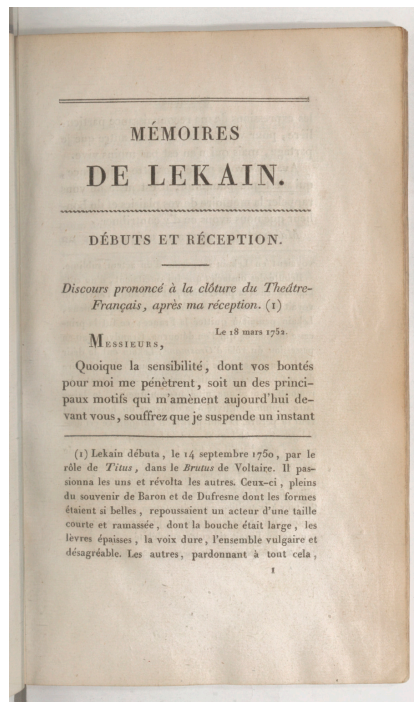 MÉMOIRES
DE LEKAIN.
DÉBUTS ET RÉCEPTION.
Discours prononcé à la clôture du Theátre-
Français, après ma réception. (1)
Le 18 mars 1752.
MESSIEURS,
Quoique la sensibilité, dont vos bontés
pour moi me pénètrent, soit un des princi-
paux motifs qui m'amènent aujourd'hui de-
vant vous, souffrez que je suspende un instant
(1) Lekain débuta, le 14 septembre 1750, par le
rôle de Titus, dans le Brutus de Voltaire. Il pas-
sionna les uns et révolta les autres. Ceux-ci, pleins
du souvenir de Baron et de Dufresne dont les formes
étaient si belles, repoussaient un acteur d'une taille
courte et ramassée, dont la bouche était large, les
lèvres épaisses, la voix dure, l'ensemble vulgaire et
désagréable. Les autres, pardonnant à tout cela,
1